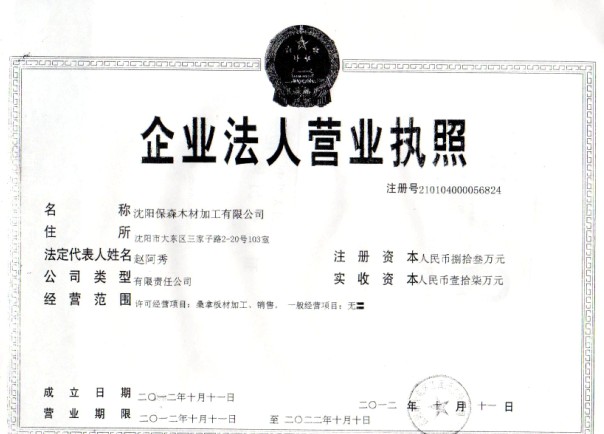 企业法人营业执照
注册号210104000056824
名称 沈阳保森木材加工有限公司
住所 沈阳市大东区三家子路2-20号103室
法定代表人姓名 赵阿秀 注册资本 人民币捌拾叁万元
公司类型 有限责任公司 实收资本 人民币壹拾柒万元
经营范围 许可经营项目：桑拿板材加工、销售。一般经营项目：无〓
成立日期 二〇一二年十月十一日
二〇一二年十月十一日
营业期限 二〇一二年十月十一日 至 二〇二二年十月十日